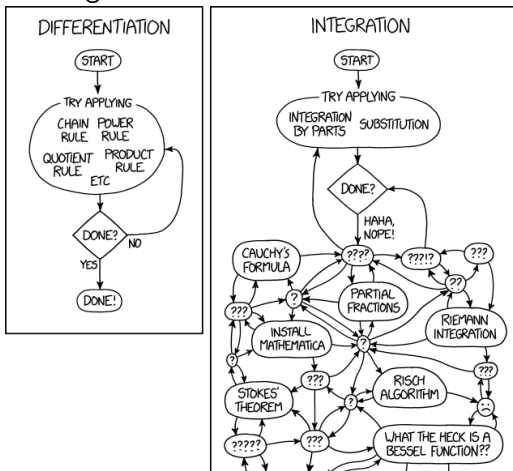 DIFFERENTIATION
START
TRY APPLYING
CHAIN RULE
POWER RULE
QUOTIENT RULE
PRODUCT RULE
ETC
DONE?
NO
YES
DONE!
INTEGRATION
START
TRY APPLYING
INTEGRATION BY PARTS
SUBSTITUTION
DONE?
HAHA,
NOPE!
CAUCHY'S
FORMULA
????
???!?
???
??
?
PARTIAL
FRACTIONS
???
RIEMANN
INTEGRATION
INSTALL
MATHEMATICA
?
?
???
???
RISCH
ALGORITHM
STOKES'
THEOREM
?
?????
???
WHAT THE HECK IS A
BESSEL FUNCTION??